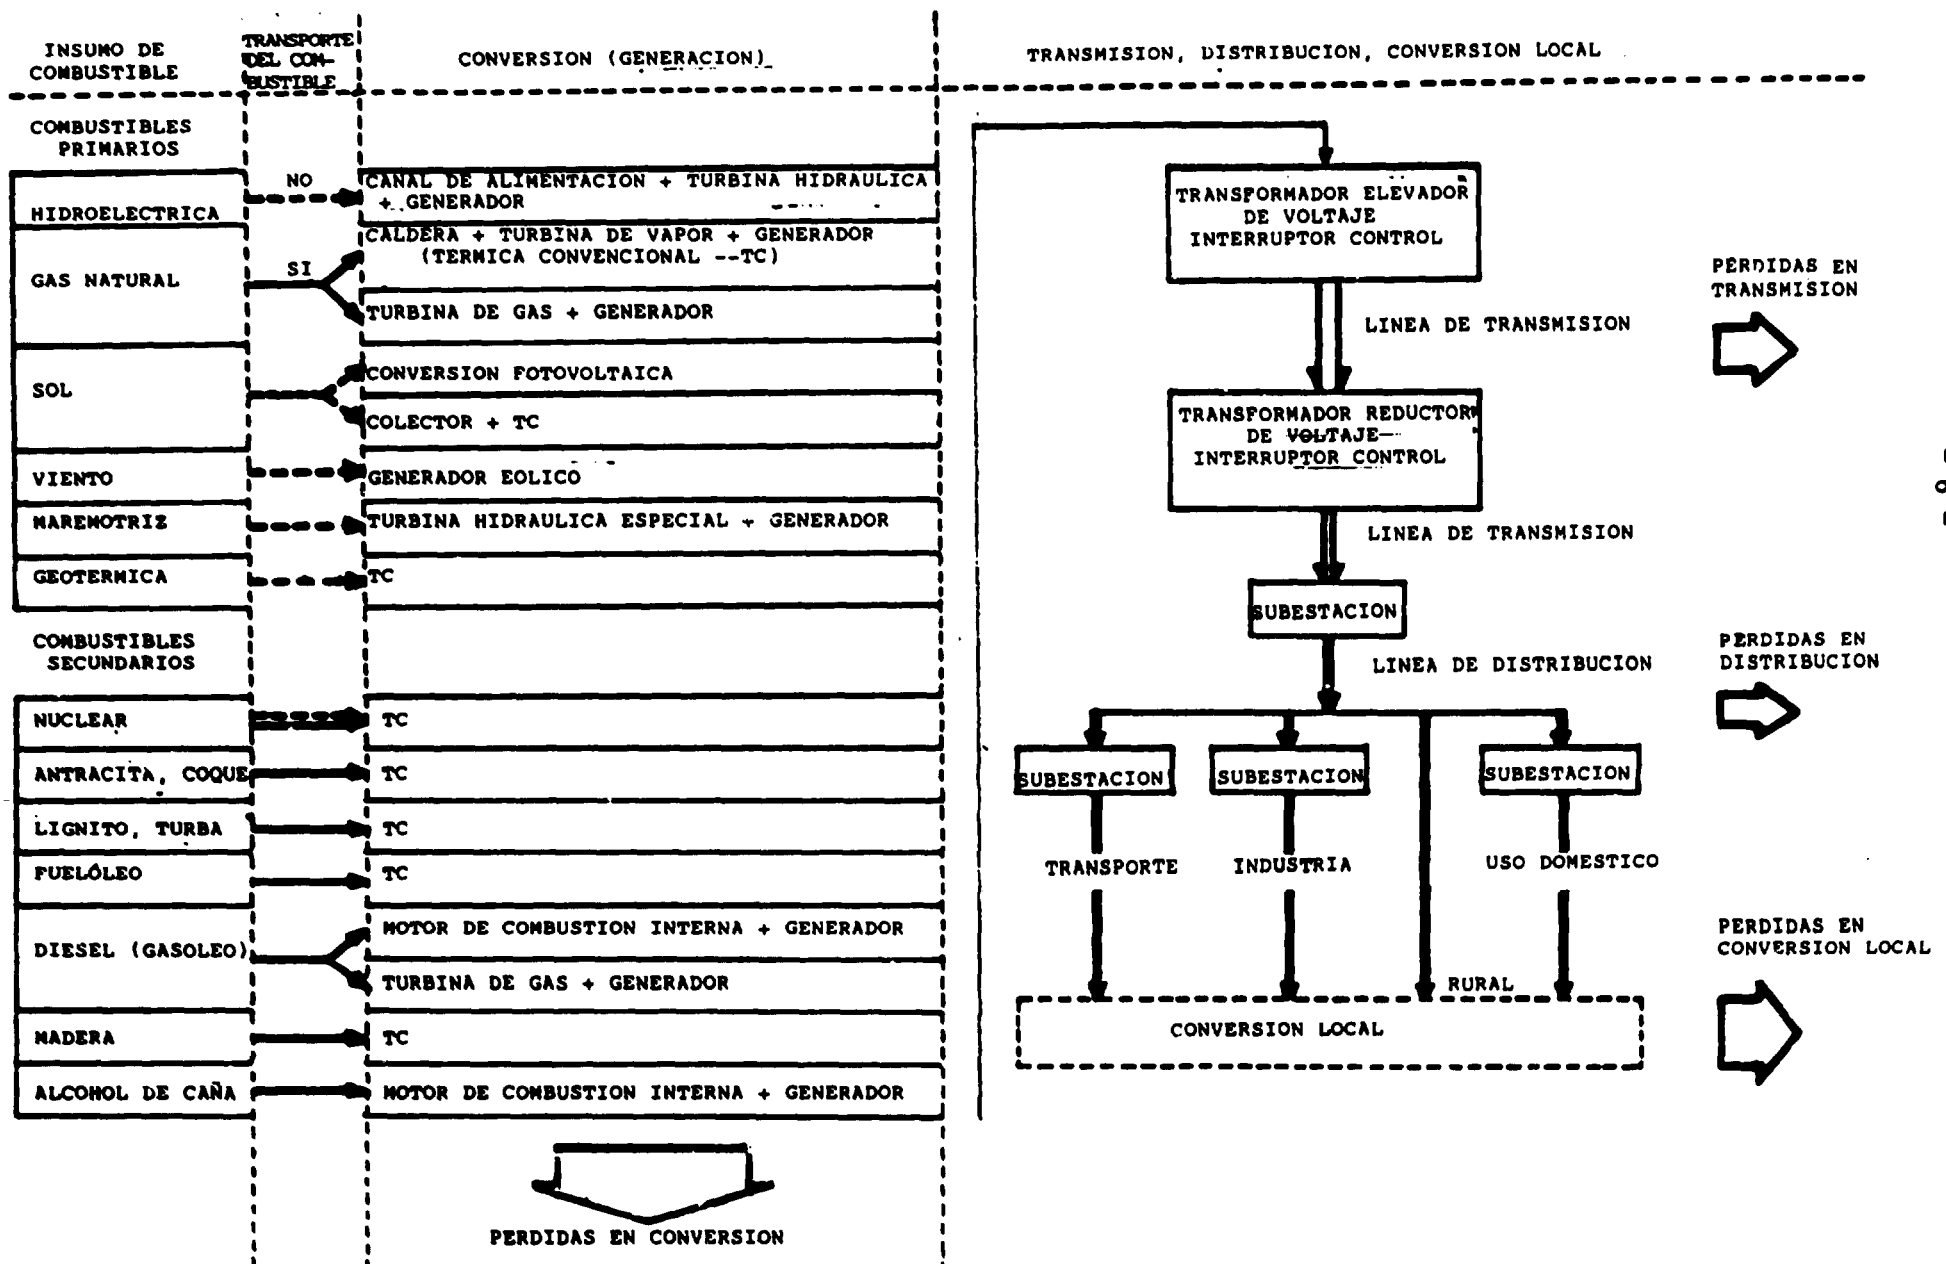 INSUMO DE
COMBUSTIBLE
TRANSPORTE
DEL COM-
BUSTIBLE
CONVERSION (GENERACION)
TRANSMISION, DISTRIBUCION, CONVERSION LOCAL
COMBUSTIBLES
PRIMARIOS
HIDROELECTRICA
NO
CANAL DE ALIMENTACION + TURBINA HIDRAULICA
+ GENERADOR
GAS NATURAL
SI
CALDERA + TURBINA DE VAPOR + GENERADOR
(TERMICA CONVENCIONAL --TC)
TURBINA DE GAS + GENERADOR
SOL
CONVERSION FOTOVOLTAICA
COLECTOR + TC
VIENTO
GENERADOR EOLICO
MAREMOTRIZ
TURBINA HIDRAULICA ESPECIAL + GENERADOR
GEOTERMICA
TC
COMBUSTIBLES
SECUNDARIOS
NUCLEAR
TC
ANTRACITA, COQUE
TC
LIGNITO, TURBA
TC
FUELÓLEO
TC
DIESEL (GASOLEO)
MOTOR DE COMBUSTION INTERNA + GENERADOR
TURBINA DE GAS + GENERADOR
MADERA
TC
ALCOHOL DE CAÑA
MOTOR DE COMBUSTION INTERNA + GENERADOR
PERDIDAS EN CONVERSION
TRANSFORMADOR ELEVADOR
DE VOLTAJE
INTERRUPTOR CONTROL
LINEA DE TRANSMISION
PERDIDAS EN
TRANSMISION
TRANSFORMADOR REDUCTOR
DE VOLTAJE
INTERRUPTOR CONTROL
LINEA DE TRANSMISION
SUBESTACION
LINEA DE DISTRIBUCION
PERDIDAS EN
DISTRIBUCION
SUBESTACION
SUBESTACION
SUBESTACION
TRANSPORTE
INDUSTRIA
USO DOMESTICO
RURAL
CONVERSION LOCAL
PERDIDAS EN
CONVERSION LOCAL